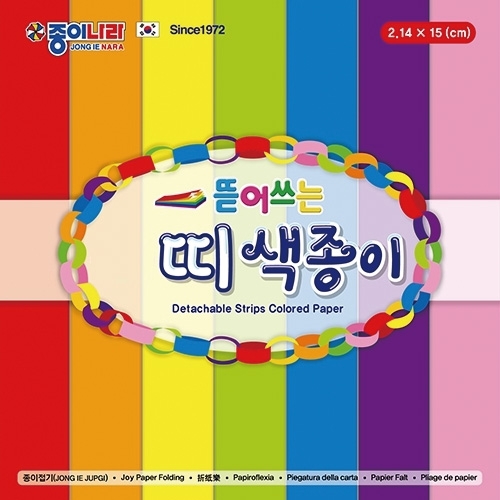 종이나라
JONG IE NARA
Since1972
2.14 × 15 (cm)
뜯어쓰는
띠 색종이
Detachable Strips Colored Paper
종이접기(JONG IE JUPGI) • Joy Paper Folding • 折纸樂 • Papiroflexia • Piegatura della carta • Papier Falt • Pliage de papier